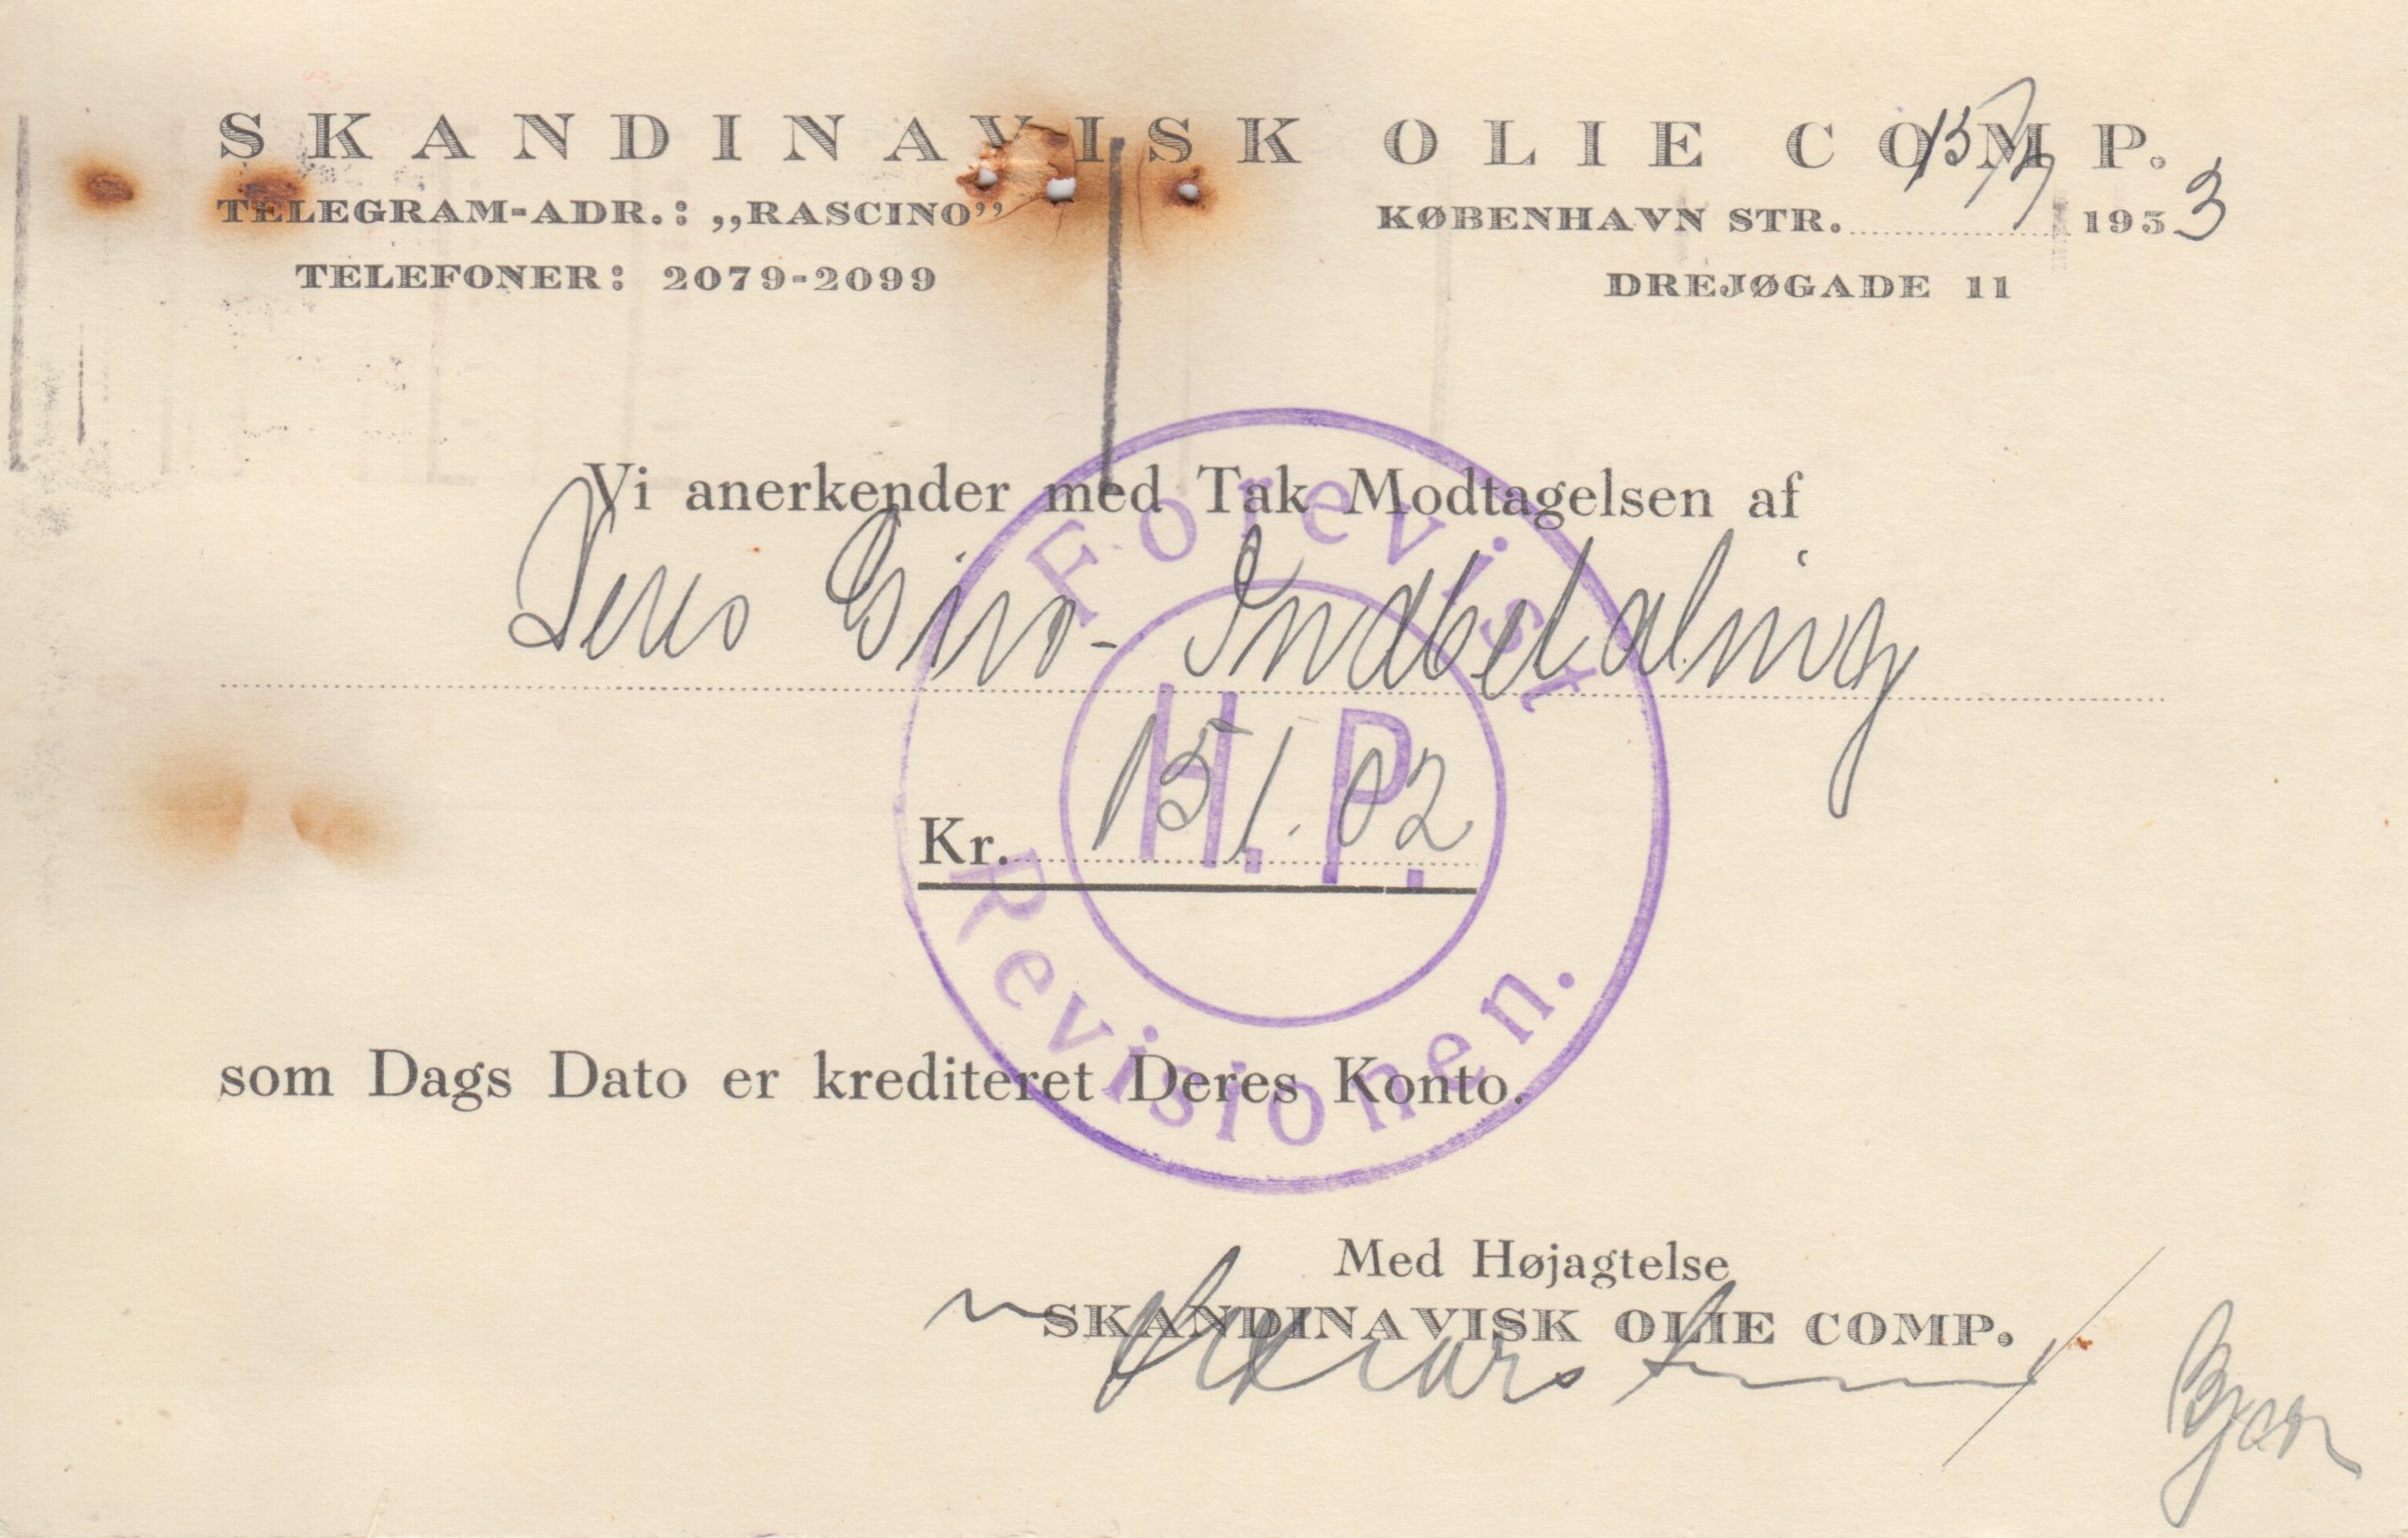 SKANDINAVISK OLIE COMP.
TELEGRAM-ADR.: „RASCINO”
TELEFONER: 2079-2099
KØBENHAVN STR. 15/7 1933
DREJØGADE 11
Vi anerkender med Tak Modtagelsen af
Deres Giro-Indbetaling
Kr. 151.02
som Dags Dato er krediteret Deres Konto.
Forevist
H. P.
Revisionen.
Med Højagtelse
SKANDINAVISK OLIE COMP.